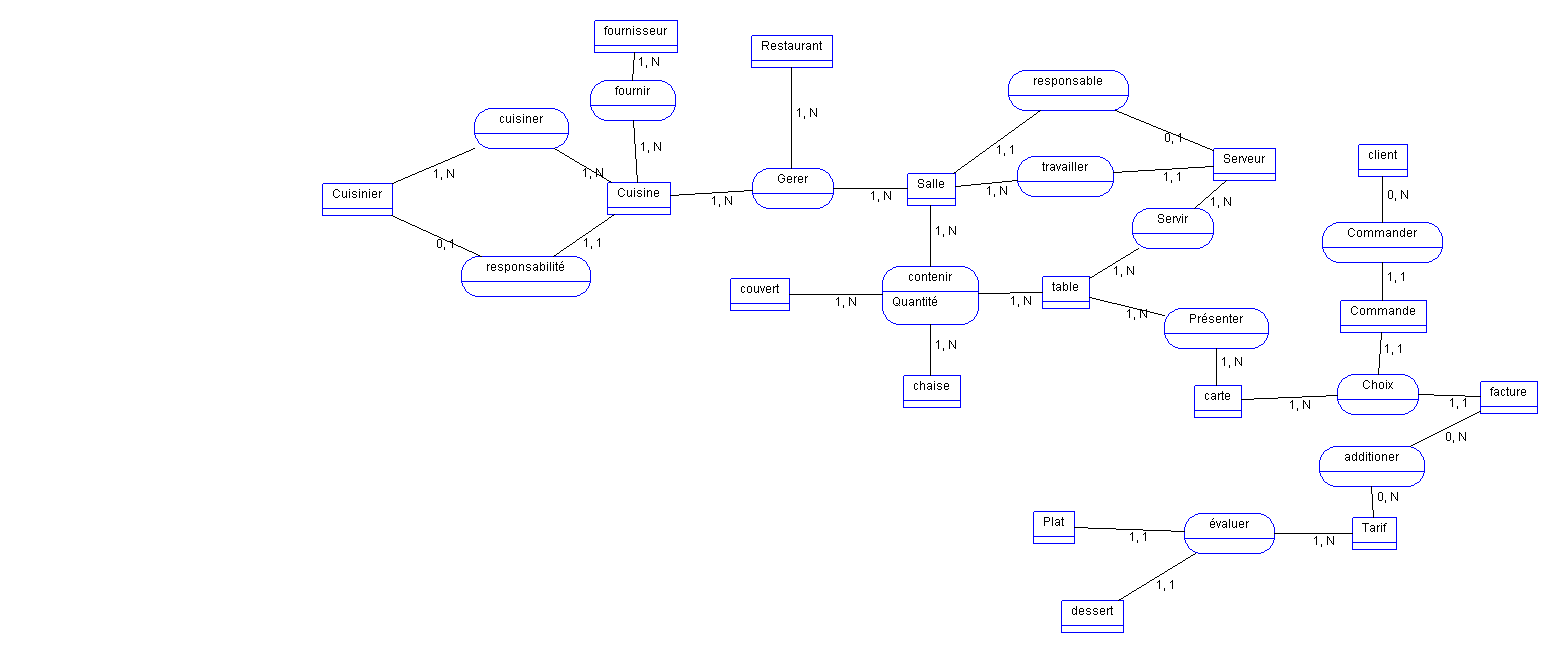 fournisseur
1, N
fournir
1, N
Restaurant
1, N
responsable
1, 1
0, 1
cuisiner
1, N
1, N
Cuisinier
0, 1
1, 1
responsabilité
Cuisine
1, N
Gerer
1, N
Salle
1, N
travailler
1, 1
Serveur
1, N
Servir
1, N
client
0, N
Commander
1, 1
Commande
1, 1
1, N
contenir
Quantité
couvert
1, N
1, N
table
1, N
Présenter
1, N
1, N
chaise
carte
1, N
Choix
1, 1
facture
0, N
additioner
0, N
Plat
1, 1
évaluer
1, N
Tarif
1, 1
dessert